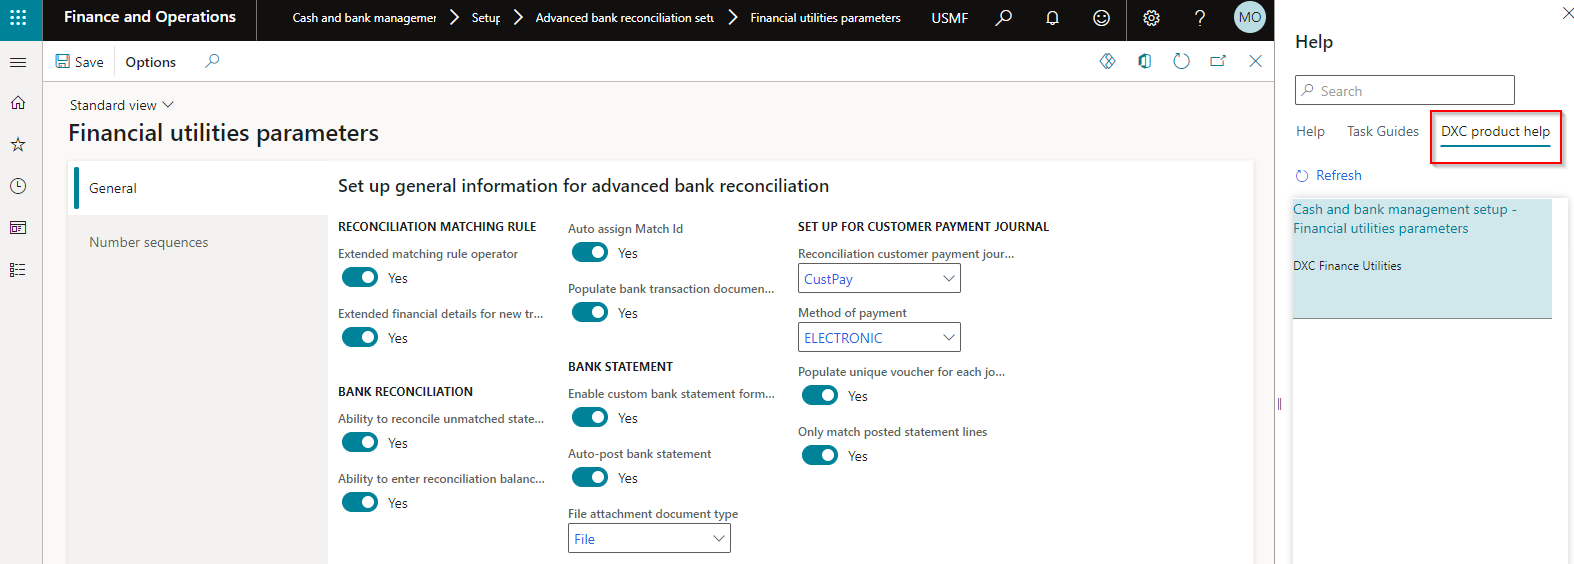 Finance and Operations
Cash and bank managemer
Setup
Advanced bank reconciliation setu
Financial utilities parameters
USMF
?
MO
Save
Options
Standard view
Financial utilities parameters
General
Number sequences
Set up general information for advanced bank reconciliation
RECONCILIATION MATCHING RULE
Extended matching rule operator
Yes
Extended financial details for new tr...
Yes
BANK RECONCILIATION
Ability to reconcile unmatched state...
Yes
Ability to enter reconciliation balanc...
Yes
Auto assign Match Id
Yes
Populate bank transaction documen...
Yes
BANK STATEMENT
Enable custom bank statement form...
Yes
Auto-post bank statement
Yes
File attachment document type
File
SET UP FOR CUSTOMER PAYMENT JOURNAL
Reconciliation customer payment jour...
CustPay
Method of payment
ELECTRONIC
Populate unique voucher for each jo...
Yes
Only match posted statement lines
Yes
Help
Search
Help
Task Guides
DXC product help
Refresh
Cash and bank management setup -
Financial utilities parameters
DXC Finance Utilities